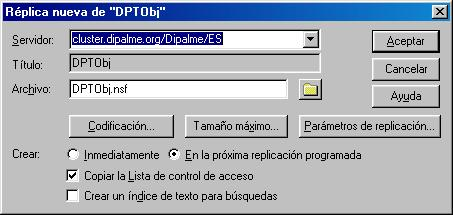 Réplica nueva de "DPTObj"
Servidor: cluster.dipalme.org/Dipalme/ES Aceptar
Título: DPTObj Cancelar
Archivo: DPTObj.nsf Ayuda
Codificación... Tamaño máximo... Parámetros de replicación...
Crear: Inmediatamente En la próxima replicación programada
Copiar la Lista de control de acceso
Crear un índice de texto para búsquedas